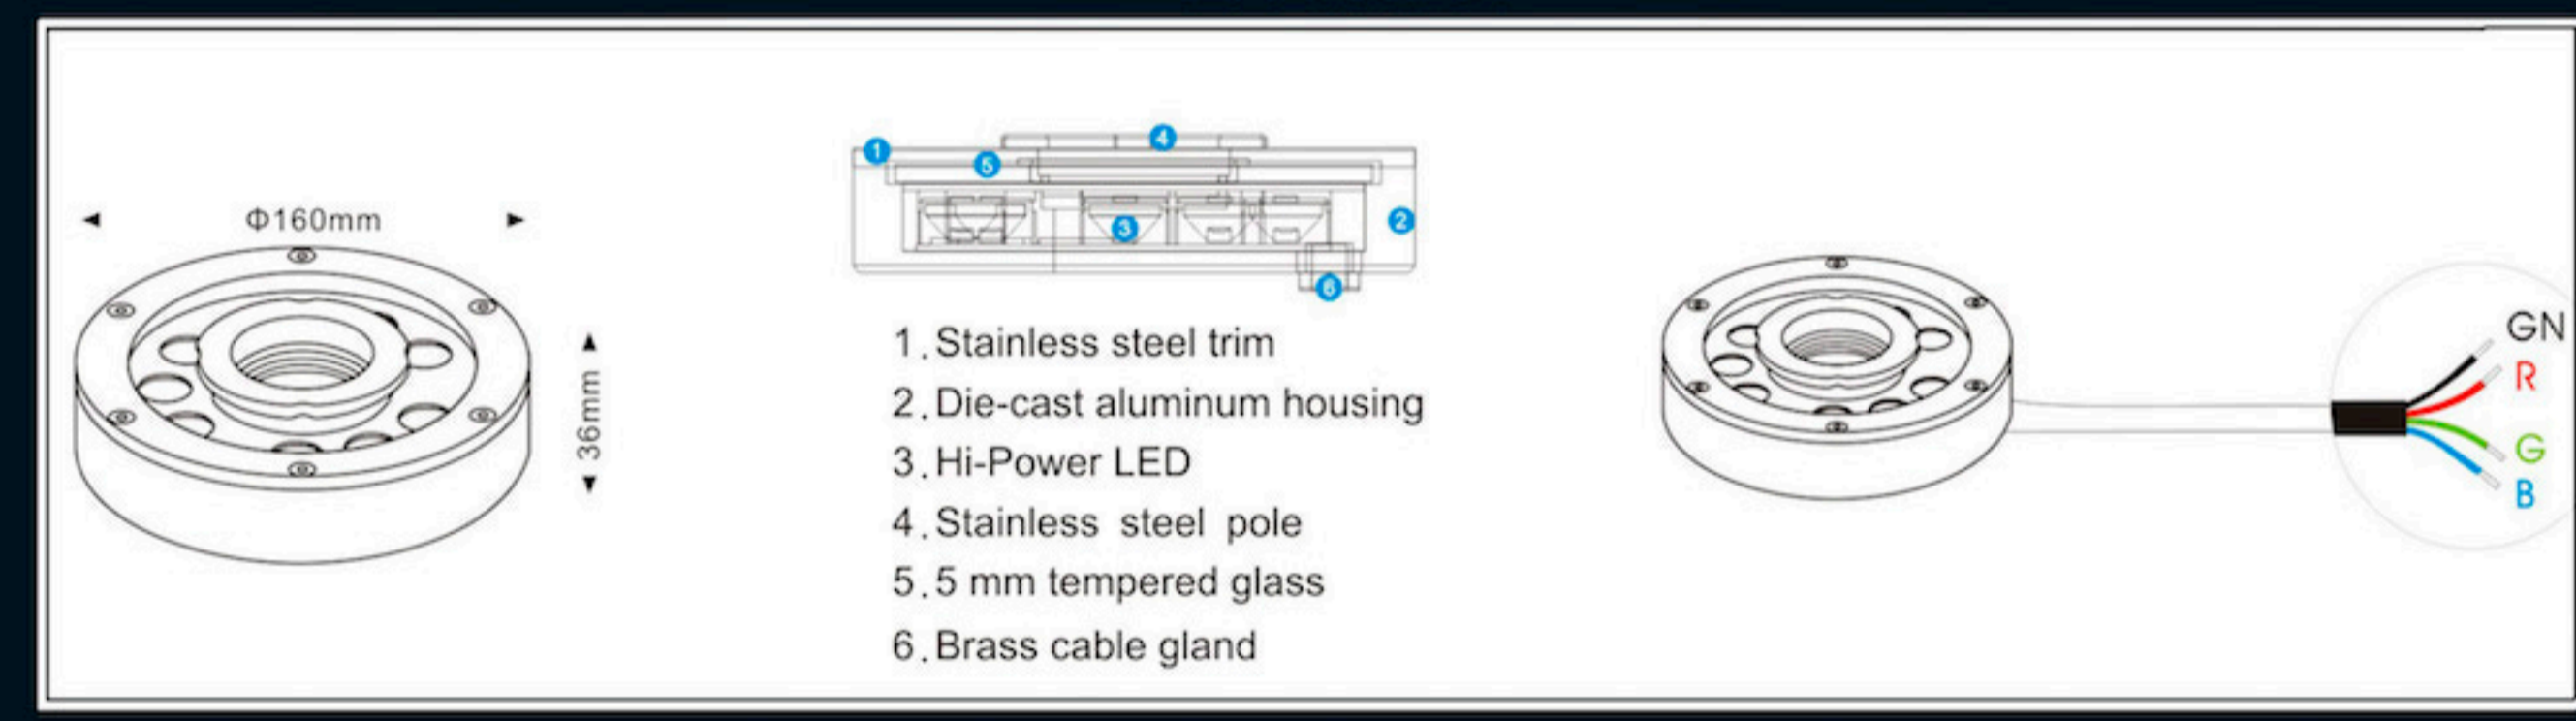 Φ160mm
36mm
1
5
4
3
2
6
1.Stainless steel trim
2.Die-cast aluminum housing
3.Hi-Power LED
4.Stainless steel pole
5.5 mm tempered glass
6.Brass cable gland
GN
R
G
B